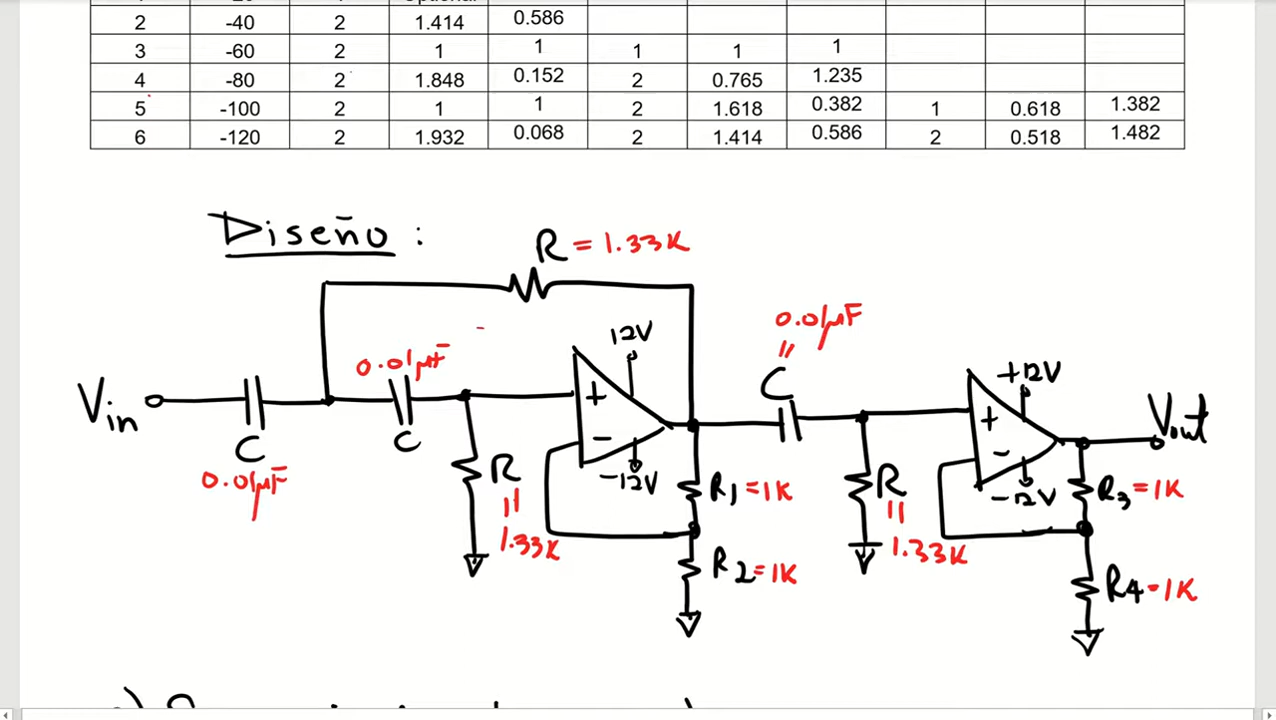 2 -40 2 1.414 0.586
3 -60 2 1 1 1 1 1
4 -80 2 1.848 0.152 2 0.765 1.235
5 -100 2 1 1 2 1.618 0.382 1 0.618 1.382
6 -120 2 1.932 0.068 2 1.414 0.586 2 0.518 1.482
Diseño :
R = 1.33K
0.01μF
12V
0.01μF
=
C
+12V
Vin
C
0.01μF
C
+
-
-12V
R
=
1.33K
R1 = 1K
R2 = 1K
R
=
1.33K
+
-
-12V
Vout
R3 = 1K
R4 = 1K